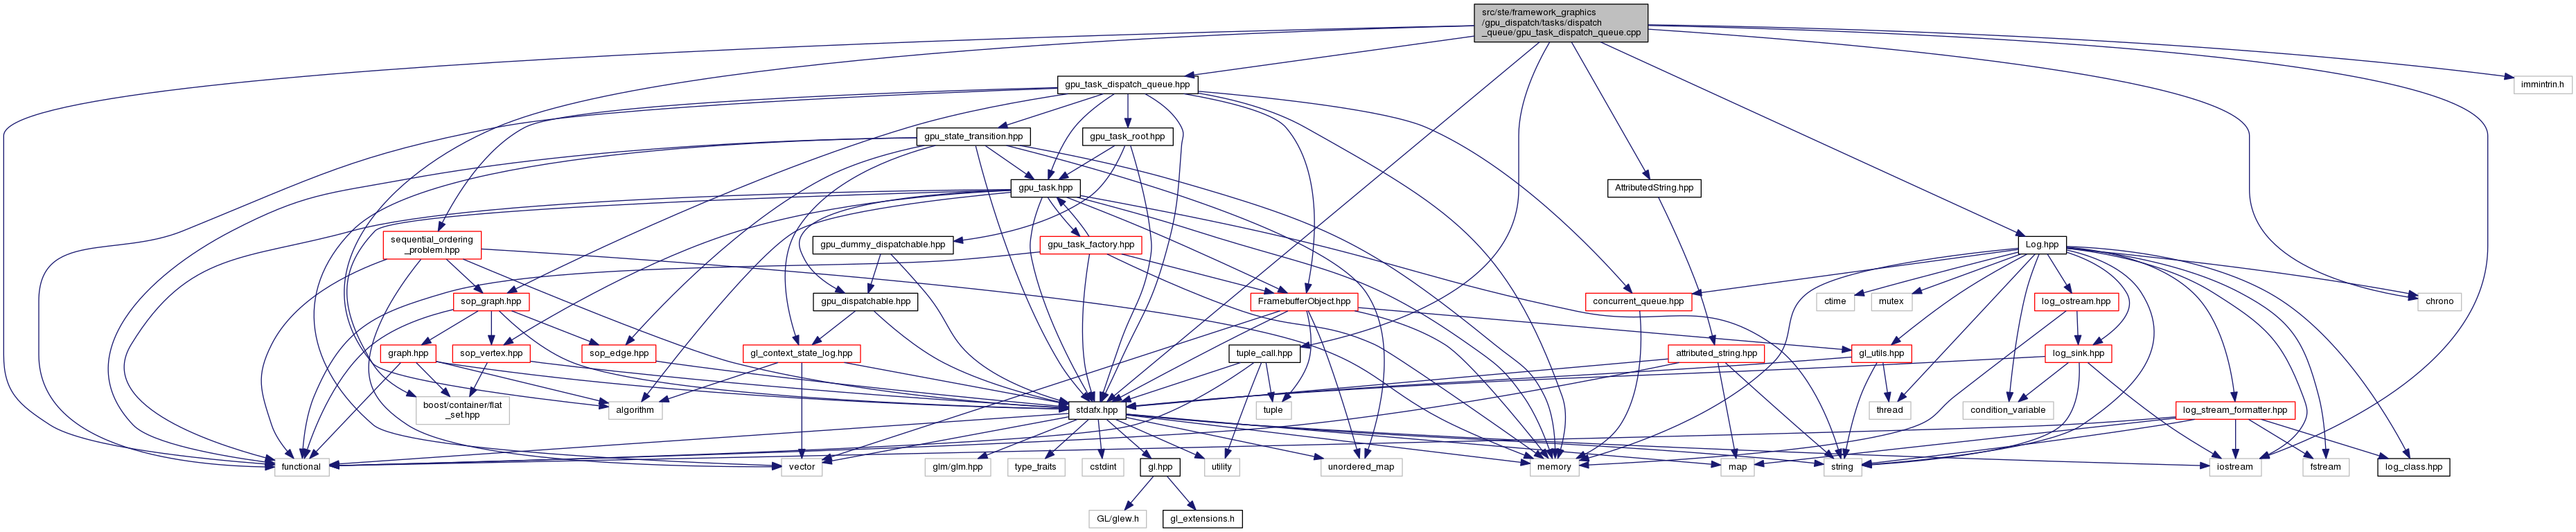 src/ste/framework_graphics
/gpu_dispatch/tasks/dispatch
_queue/gpu_task_dispatch_queue.cpp
gpu_task_dispatch_queue.hpp
immintrin.h
gpu_state_transition.hpp
gpu_task_root.hpp
gpu_task.hpp
AttributedString.hpp
sequential_ordering
_problem.hpp
gpu_dummy_dispatchable.hpp
gpu_task_factory.hpp
Log.hpp
sop_graph.hpp
gpu_dispatchable.hpp
FramebufferObject.hpp
concurrent_queue.hpp
ctime
mutex
log_ostream.hpp
chrono
graph.hpp
sop_vertex.hpp
sop_edge.hpp
gl_context_state_log.hpp
tuple_call.hpp
attributed_string.hpp
gl_utils.hpp
log_sink.hpp
boost/container/flat
_set.hpp
algorithm
stdafx.hpp
tuple
thread
condition_variable
log_stream_formatter.hpp
functional
vector
glm/glm.hpp
type_traits
cstdint
gl.hpp
utility
unordered_map
memory
map
string
iostream
fstream
log_class.hpp
GL/glew.h
gl_extensions.h